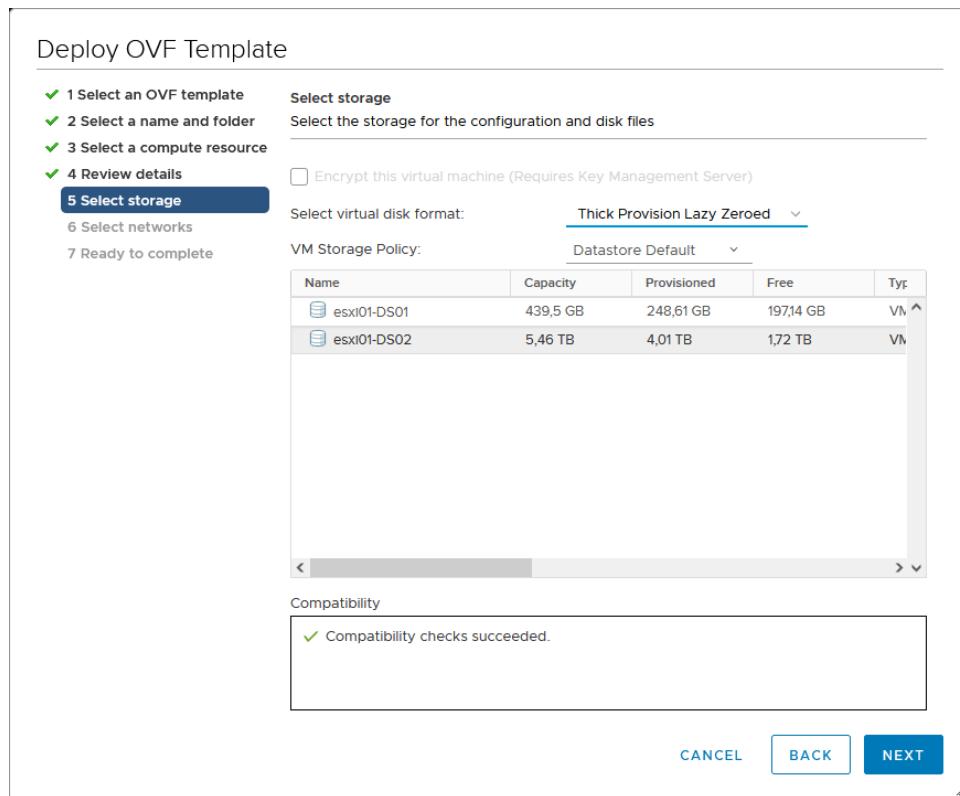 Deploy OVF Template
1 Select an OVF template
2 Select a name and folder
3 Select a compute resource
4 Review details
5 Select storage
6 Select networks
7 Ready to complete
Select storage
Select the storage for the configuration and disk files
Encrypt this virtual machine (Requires Key Management Server)
Select virtual disk format: Thick Provision Lazy Zeroed
VM Storage Policy: Datastore Default
Name Capacity Provisioned Free Typ
esxi01-DS01 439,5 GB 248,61 GB 197,14 GB VM
esxi01-DS02 5,46 TB 4,01 TB 1,72 TB VM
Compatibility
Compatibility checks succeeded.
CANCEL BACK NEXT